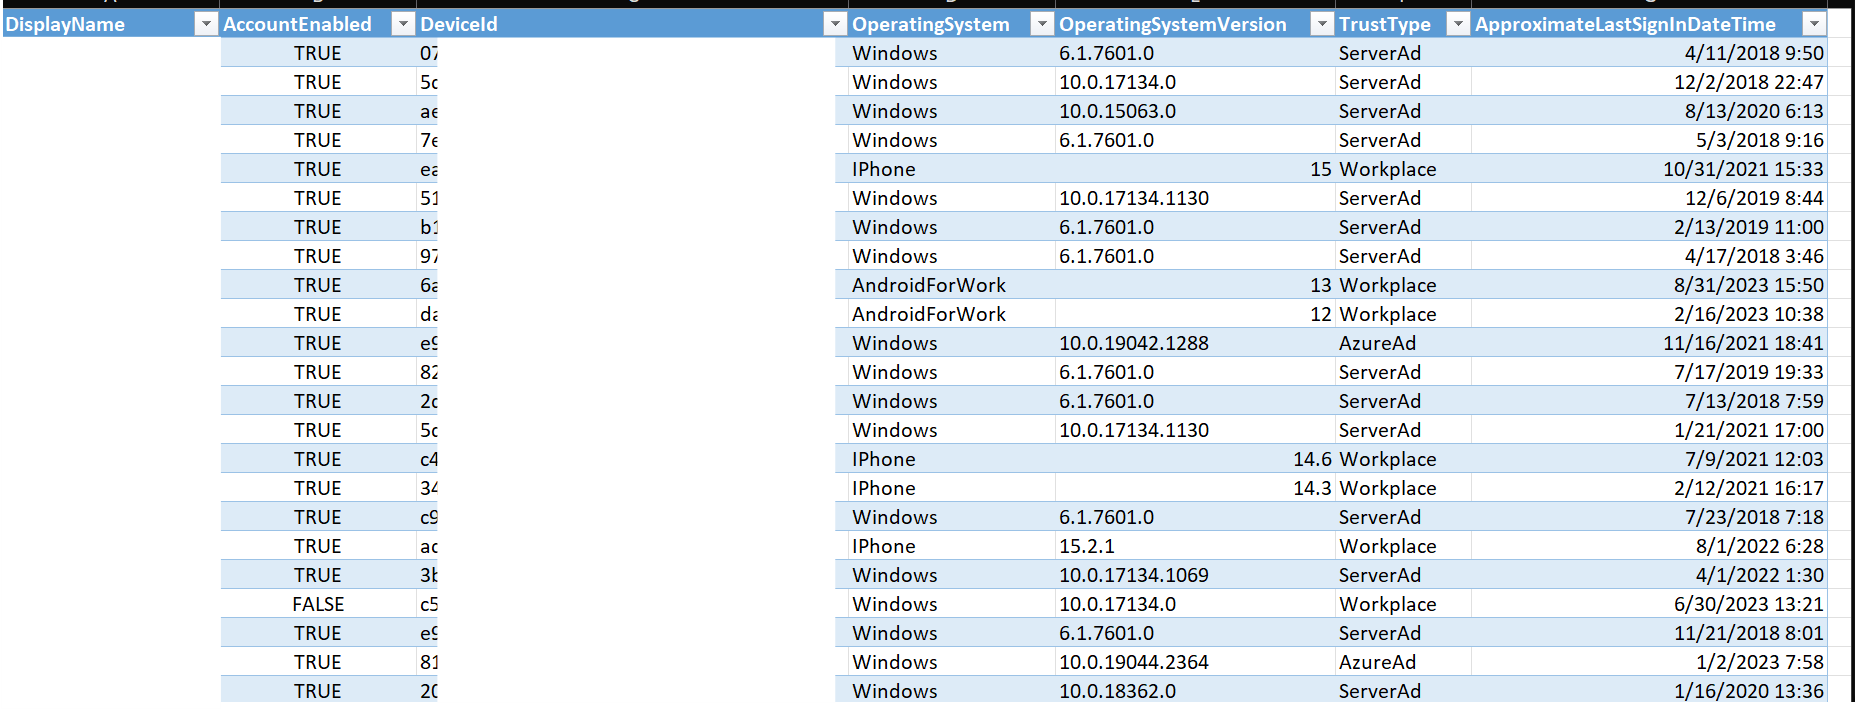 DisplayName AccountEnabled DeviceId OperatingSystem OperatingSystemVersion TrustType ApproximateLastSignInDateTime
TRUE 07 Windows 6.1.7601.0 ServerAd 4/11/2018 9:50
TRUE 5c Windows 10.0.17134.0 ServerAd 12/2/2018 22:47
TRUE ae Windows 10.0.15063.0 ServerAd 8/13/2020 6:13
TRUE 7e Windows 6.1.7601.0 ServerAd 5/3/2018 9:16
TRUE ea IPhone 15 Workplace 10/31/2021 15:33
TRUE 51 Windows 10.0.17134.1130 ServerAd 12/6/2019 8:44
TRUE b1 Windows 6.1.7601.0 ServerAd 2/13/2019 11:00
TRUE 97 Windows 6.1.7601.0 ServerAd 4/17/2018 3:46
TRUE 6a AndroidForWork 13 Workplace 8/31/2023 15:50
TRUE da AndroidForWork 12 Workplace 2/16/2023 10:38
TRUE e9 Windows 10.0.19042.1288 AzureAd 11/16/2021 18:41
TRUE 82 Windows 6.1.7601.0 ServerAd 7/17/2019 19:33
TRUE 2c Windows 6.1.7601.0 ServerAd 7/13/2018 7:59
TRUE 5c Windows 10.0.17134.1130 ServerAd 1/21/2021 17:00
TRUE c4 IPhone 14.6 Workplace 7/9/2021 12:03
TRUE 34 IPhone 14.3 Workplace 2/12/2021 16:17
TRUE c9 Windows 6.1.7601.0 ServerAd 7/23/2018 7:18
TRUE ac IPhone 15.2.1 Workplace 8/1/2022 6:28
TRUE 3b Windows 10.0.17134.1069 ServerAd 4/1/2022 1:30
FALSE c5 Windows 10.0.17134.0 Workplace 6/30/2023 13:21
TRUE e9 Windows 6.1.7601.0 ServerAd 11/21/2018 8:01
TRUE 81 Windows 10.0.19044.2364 AzureAd 1/2/2023 7:58
TRUE 20 Windows 10.0.18362.0 ServerAd 1/16/2020 13:36